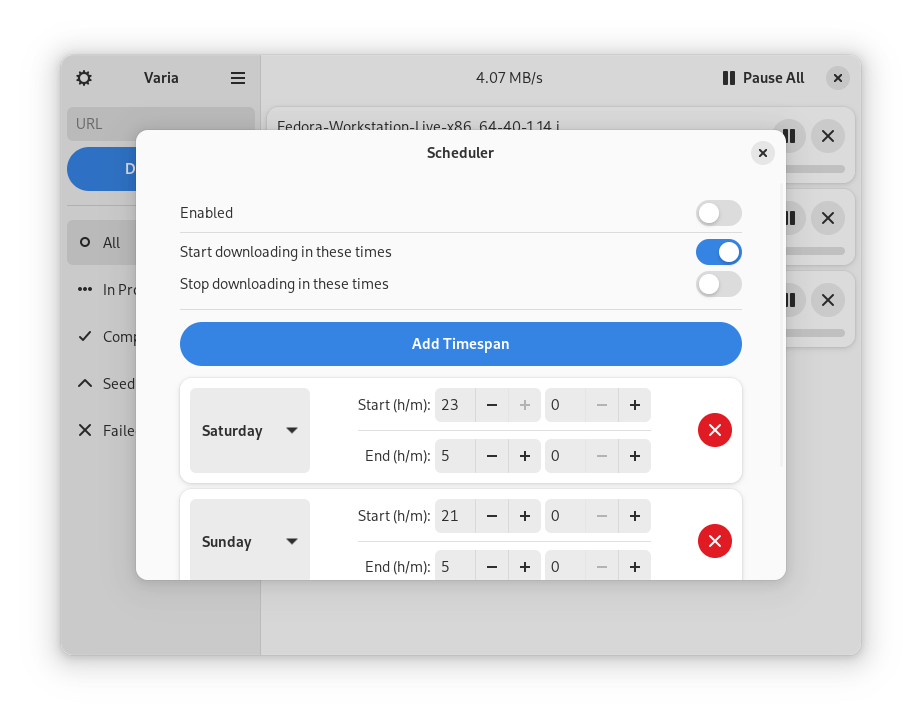 Varia
4.07 MB/s
Pause All
URL
Fedora-Workstation-Live-x86_64-40-1.14.i
D
All
In Pro
Comp
Seed
Faile
Scheduler
Enabled
Start downloading in these times
Stop downloading in these times
Add Timespan
Saturday
Start (h/m): 23 0
End (h/m): 5 0
Sunday
Start (h/m): 21 0
End (h/m): 5 0